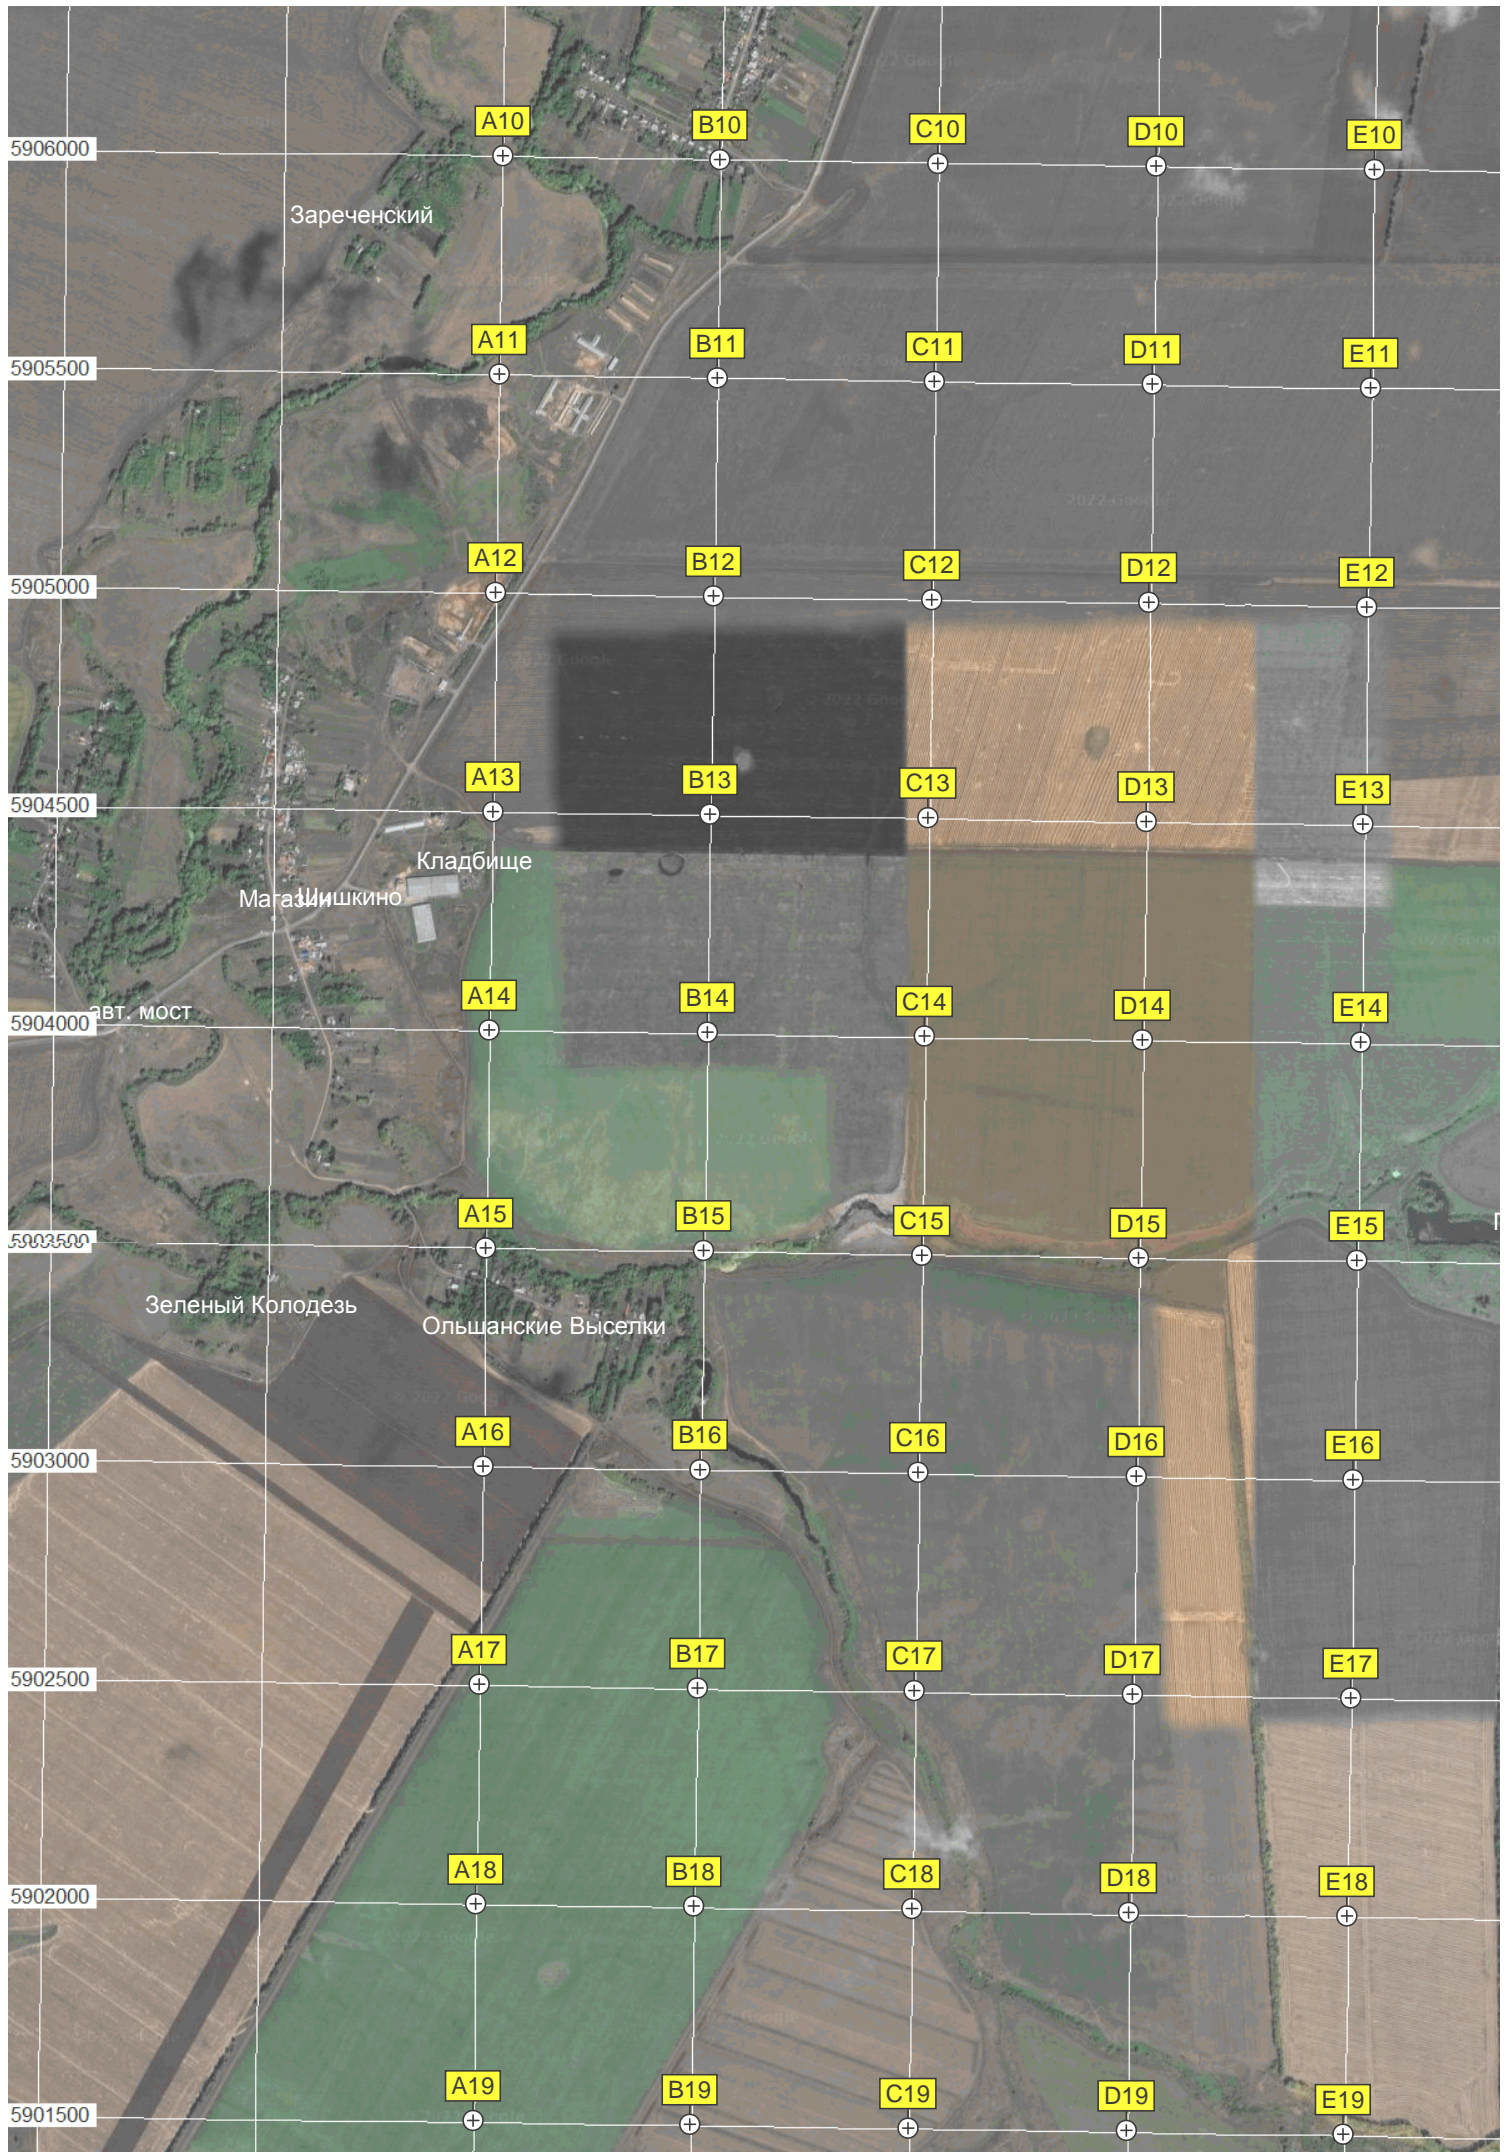 A10 B10 C10 D10 E10
5906000
Зареченский
A11 B11 C11 D11 E11
5905500
A12 B12 C12 D12 E12
5905000
A13 B13 C13 D13 E13
5904500
Кладбище
Магазин Шишкино
A14 B14 C14 D14 E14
авт. мост
5904000
A15 B15 C15 D15 E15
5903500
Зеленый Колодезь
Ольшанские Выселки
A16 B16 C16 D16 E16
5903000
A17 B17 C17 D17 E17
5902500
A18 B18 C18 D18 E18
5902000
A19 B19 C19 D19 E19
5901500